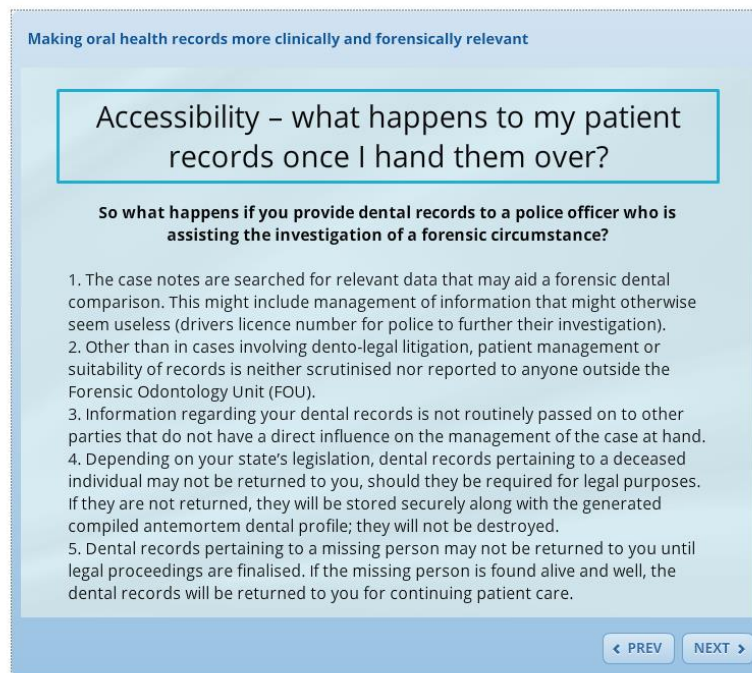 Making oral health records more clinically and forensically relevant
Accessibility – what happens to my patient
records once I hand them over?
So what happens if you provide dental records to a police officer who is
assisting the investigation of a forensic circumstance?
1. The case notes are searched for relevant data that may aid a forensic dental
comparison. This might include management of information that might otherwise
seem useless (drivers licence number for police to further their investigation).
2. Other than in cases involving dento-legal litigation, patient management or
suitability of records is neither scrutinised nor reported to anyone outside the
Forensic Odontology Unit (FOU).
3. Information regarding your dental records is not routinely passed on to other
parties that do not have a direct influence on the management of the case at hand.
4. Depending on your state’s legislation, dental records pertaining to a deceased
individual may not be returned to you, should they be required for legal purposes.
If they are not returned, they will be stored securely along with the generated
compiled antemortem dental profile; they will not be destroyed.
5. Dental records pertaining to a missing person may not be returned to you until
legal proceedings are finalised. If the missing person is found alive and well, the
dental records will be returned to you for continuing patient care.
PREV NEXT